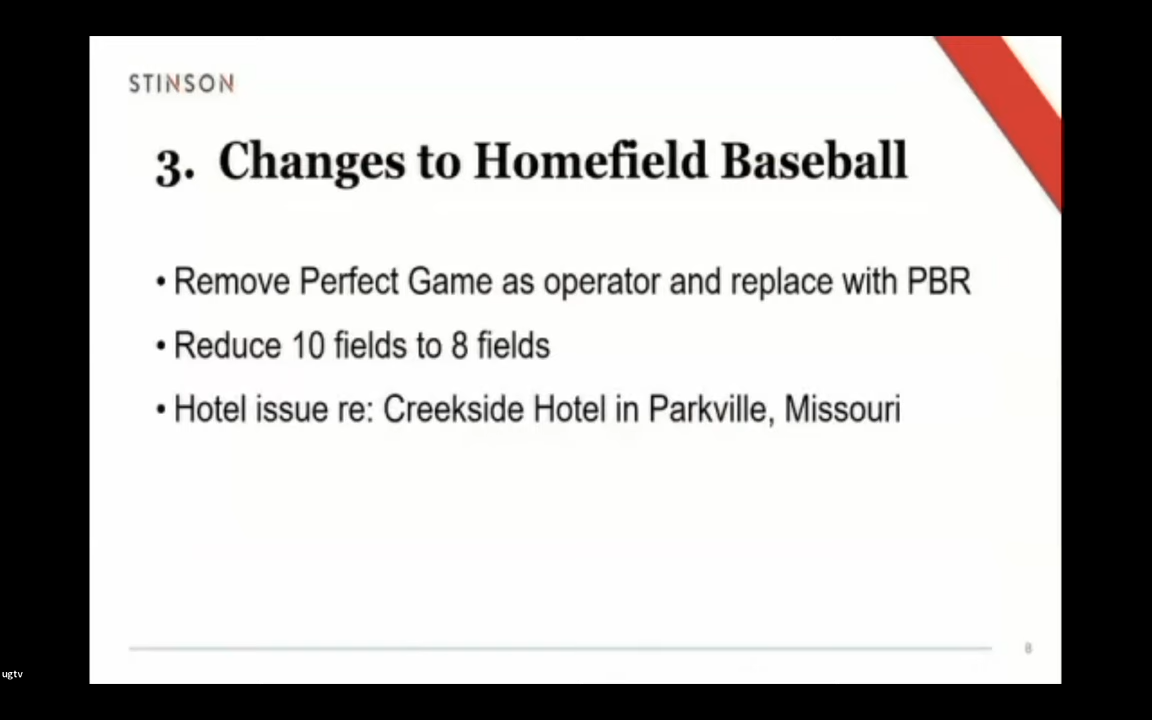 STINSON
3. Changes to Homefield Baseball
• Remove Perfect Game as operator and replace with PBR
• Reduce 10 fields to 8 fields
• Hotel issue re: Creekside Hotel in Parkville, Missouri
8
ugtv